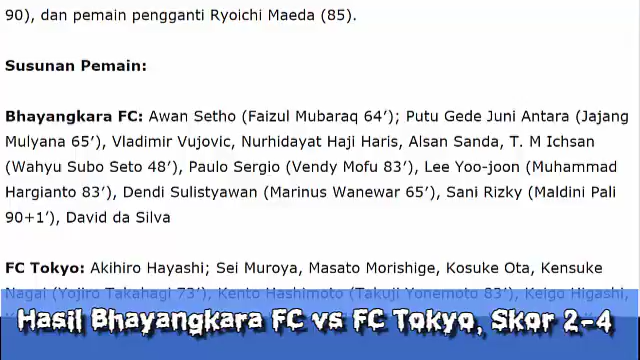 90), dan pemain pengganti Ryoichi Maeda (85).
Susunan Pemain:
Bhayangkara FC: Awan Setho (Faizul Mubaraq 64’); Putu Gede Juni Antara (Jajang
Mulyana 65’), Vladimir Vujovic, Nurhidayat Haji Haris, Alsan Sanda, T. M Ichsan
(Wahyu Subo Seto 48’), Paulo Sergio (Vendy Mofu 83’), Lee Yoo-joon (Muhammad
Hargianto 83’), Dendi Sulistyawan (Marinus Wanewar 65’), Sani Rizky (Maldini Pali
90+1’), David da Silva
FC Tokyo: Akihiro Hayashi; Sei Muroya, Masato Morishige, Kosuke Ota, Kensuke
Nagai (Yojiro Takahagi 73’), Kento Hashimoto (Takuji Yonemoto 83’), Keigo Higashi,
Hasil Bhayangkara FC vs FC Tokyo, Skor 2-4